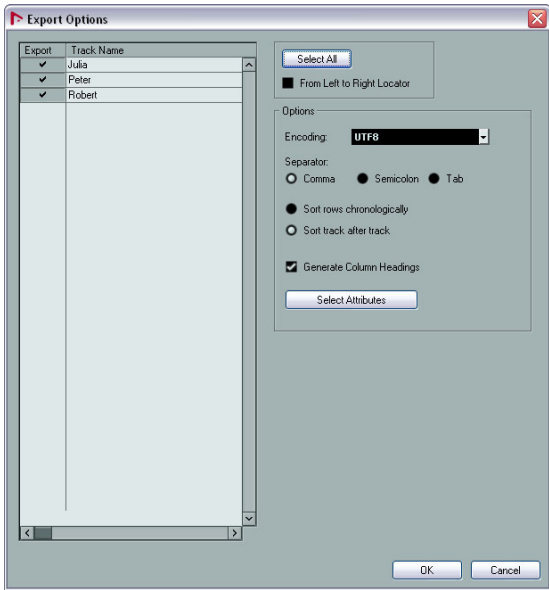 Export Options
Export Track Name
Julia
Peter
Robert
Select All
From Left to Right Locator
Options
Encoding: UTF8
Separator:
Comma Semicolon Tab
Sort rows chronologically
Sort track after track
Generate Column Headings
Select Attributes
OK Cancel